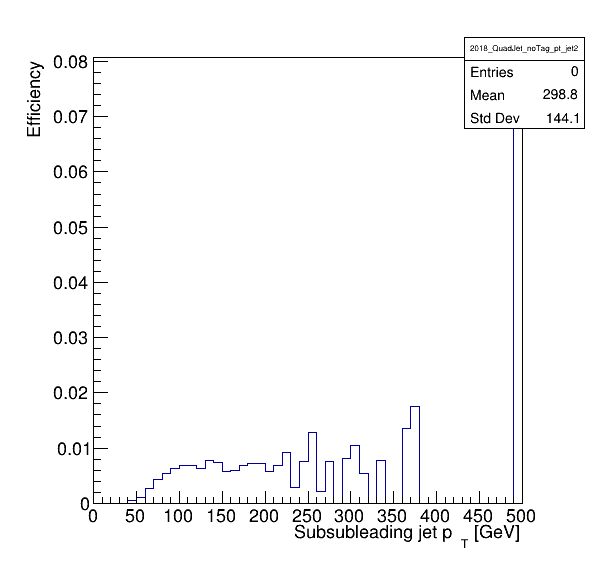 2018_QuadJet_noTag_pt_jet2
Entries 0
Mean 298.8
Std Dev 144.1
Efficiency
0.08
0.07
0.06
0.05
0.04
0.03
0.02
0.01
0
0 50 100 150 200 250 300 350 400 450 500
Subsubleading jet p T [GeV]